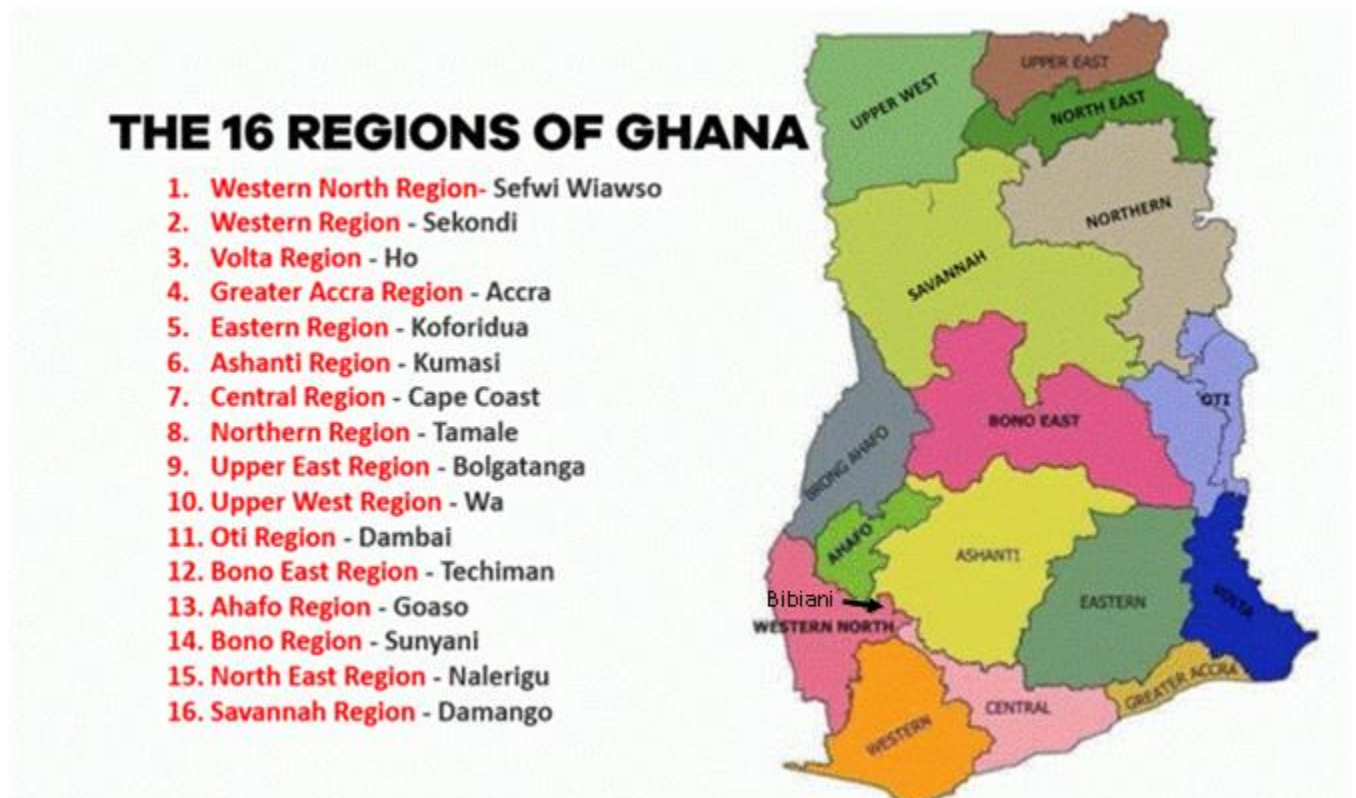 THE 16 REGIONS OF GHANA
1. Western North Region- Sefwi Wiawso
2. Western Region - Sekondi
3. Volta Region - Ho
4. Greater Accra Region - Accra
5. Eastern Region - Koforidua
6. Ashanti Region - Kumasi
7. Central Region - Cape Coast
8. Northern Region - Tamale
9. Upper East Region - Bolgatanga
10. Upper West Region - Wa
11. Oti Region - Dambai
12. Bono East Region - Techiman
13. Ahafo Region - Goaso
14. Bono Region - Sunyani
15. North East Region - Nalerigu
16. Savannah Region - Damango
UPPER EAST
UPPER WEST
NORTH EAST
NORTHERN
SAVANNAH
OTI
BONO EAST
BRONG AHAFO
AHAFO
ASHANTI
Bibiani
EASTERN
VOLTA
WESTERN NORTH
GREATER ACCRA
CENTRAL
WESTERN